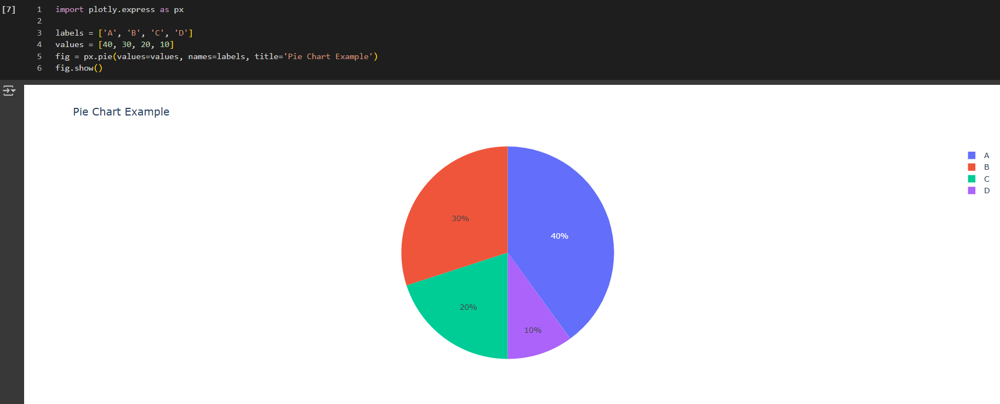 [7]
1 import plotly.express as px
2
3 labels = ['A', 'B', 'C', 'D']
4 values = [40, 30, 20, 10]
5 fig = px.pie(values=values, names=labels, title='Pie Chart Example')
6 fig.show()
Pie Chart Example
A
B
C
D
30%
40%
20%
10%